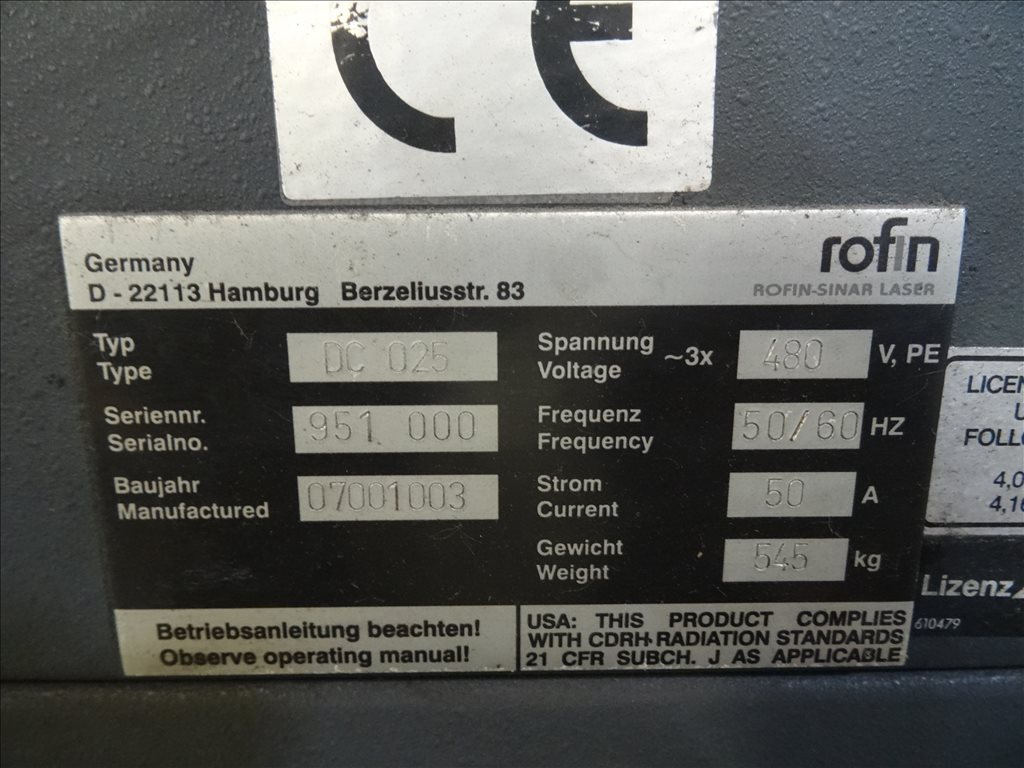 CE
Germany
D - 22113 Hamburg Berzeliusstr. 83
rofin
ROFIN-SINAR LASER
Typ
Type
DC 025
Seriennr.
Serialno.
951 000
Baujahr
Manufactured
07001003
Spannung
Voltage
~3x 480 V, PE
Frequenz
Frequency
50/60 HZ
Strom
Current
50 A
Gewicht
Weight
545 kg
Betriebsanleitung beachten!
Observe operating manual!
USA: THIS PRODUCT COMPLIES
WITH CDRH-RADIATION STANDARDS
21 CFR SUBCH. J AS APPLICABLE
Lizenz
610479